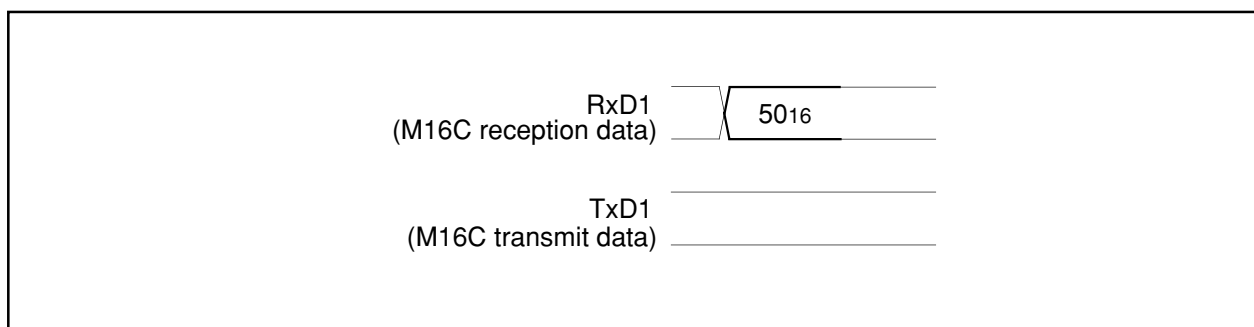 RxD1
(M16C reception data)
5016
TxD1
(M16C transmit data)